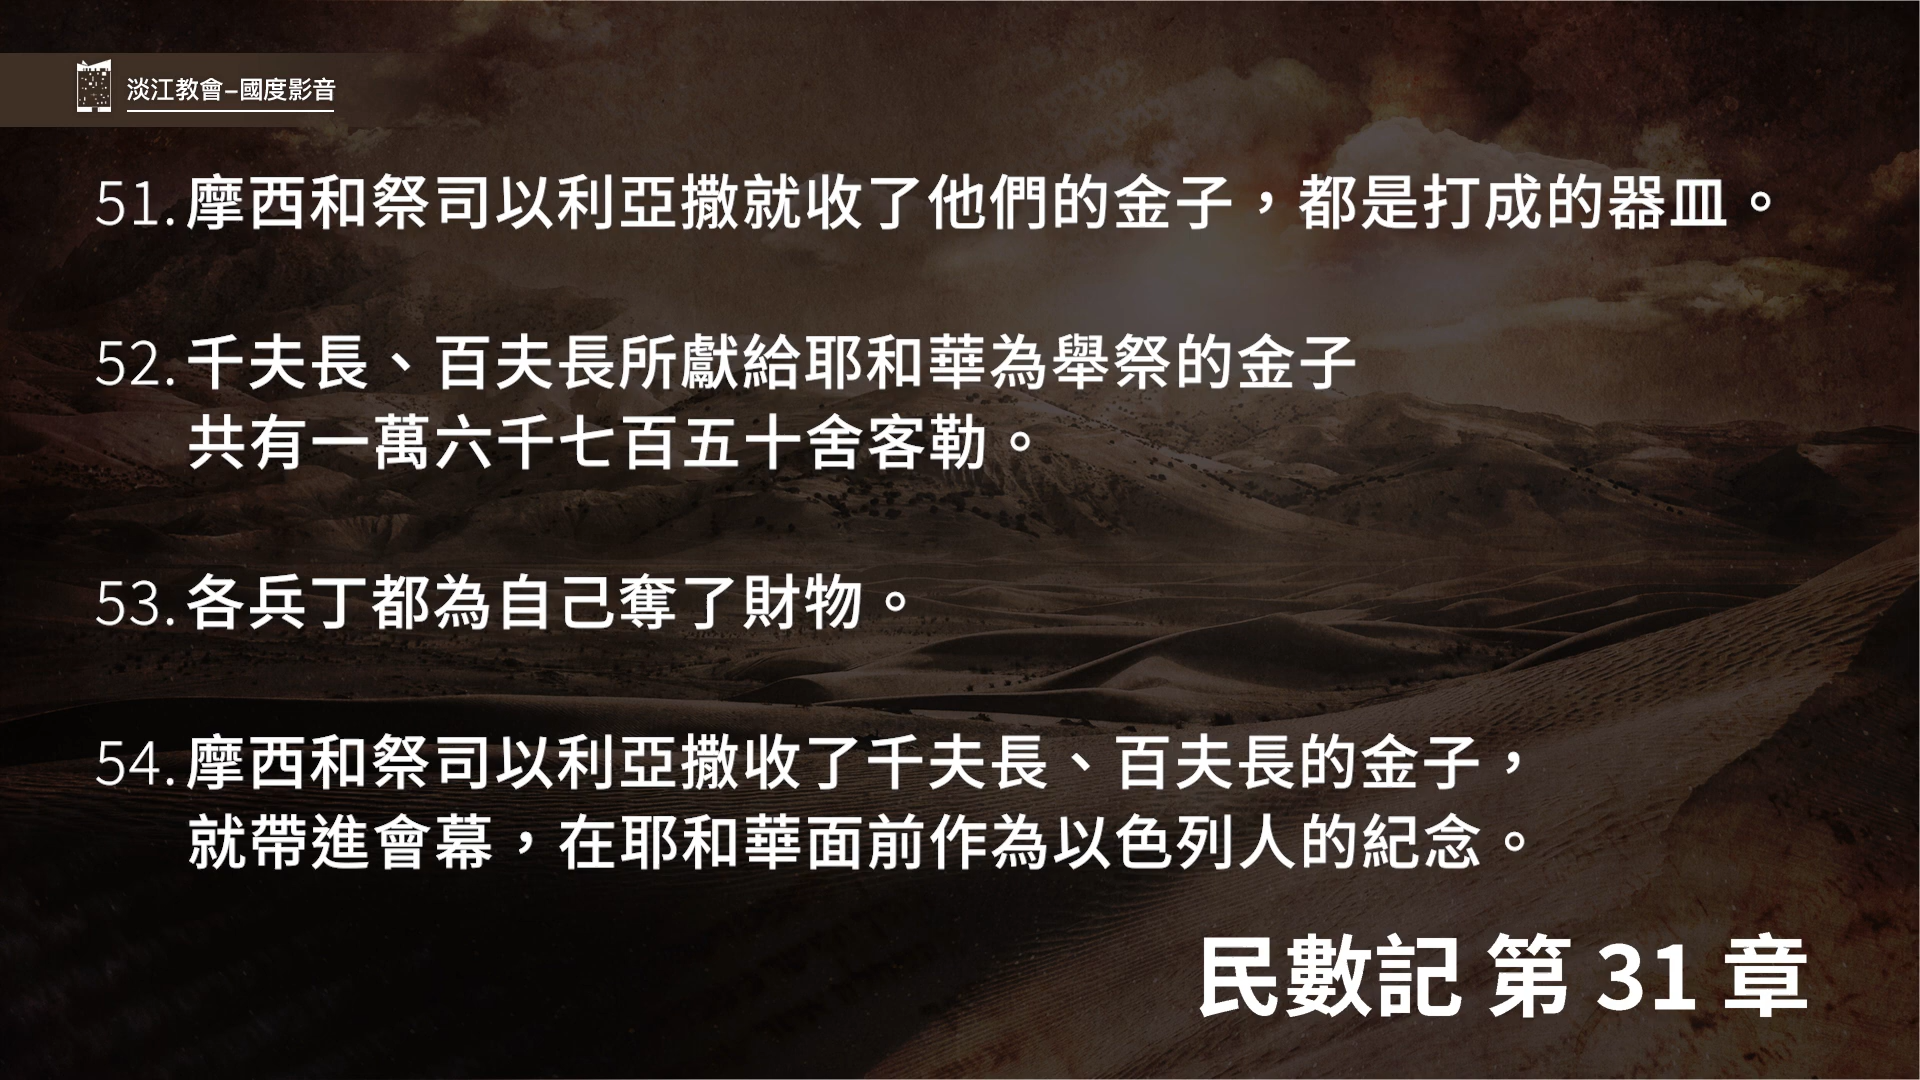 淡江教會–國度影音
51.摩西和祭司以利亞撒就收了他們的金子，都是打成的器皿。
52.千夫長、百夫長所獻給耶和華為舉祭的金子
共有一萬六千七百五十舍客勒。
53.各兵丁都為自己奪了財物。
54.摩西和祭司以利亞撒收了千夫長、百夫長的金子，
就帶進會幕，在耶和華面前作為以色列人的紀念。
民數記 第 31 章